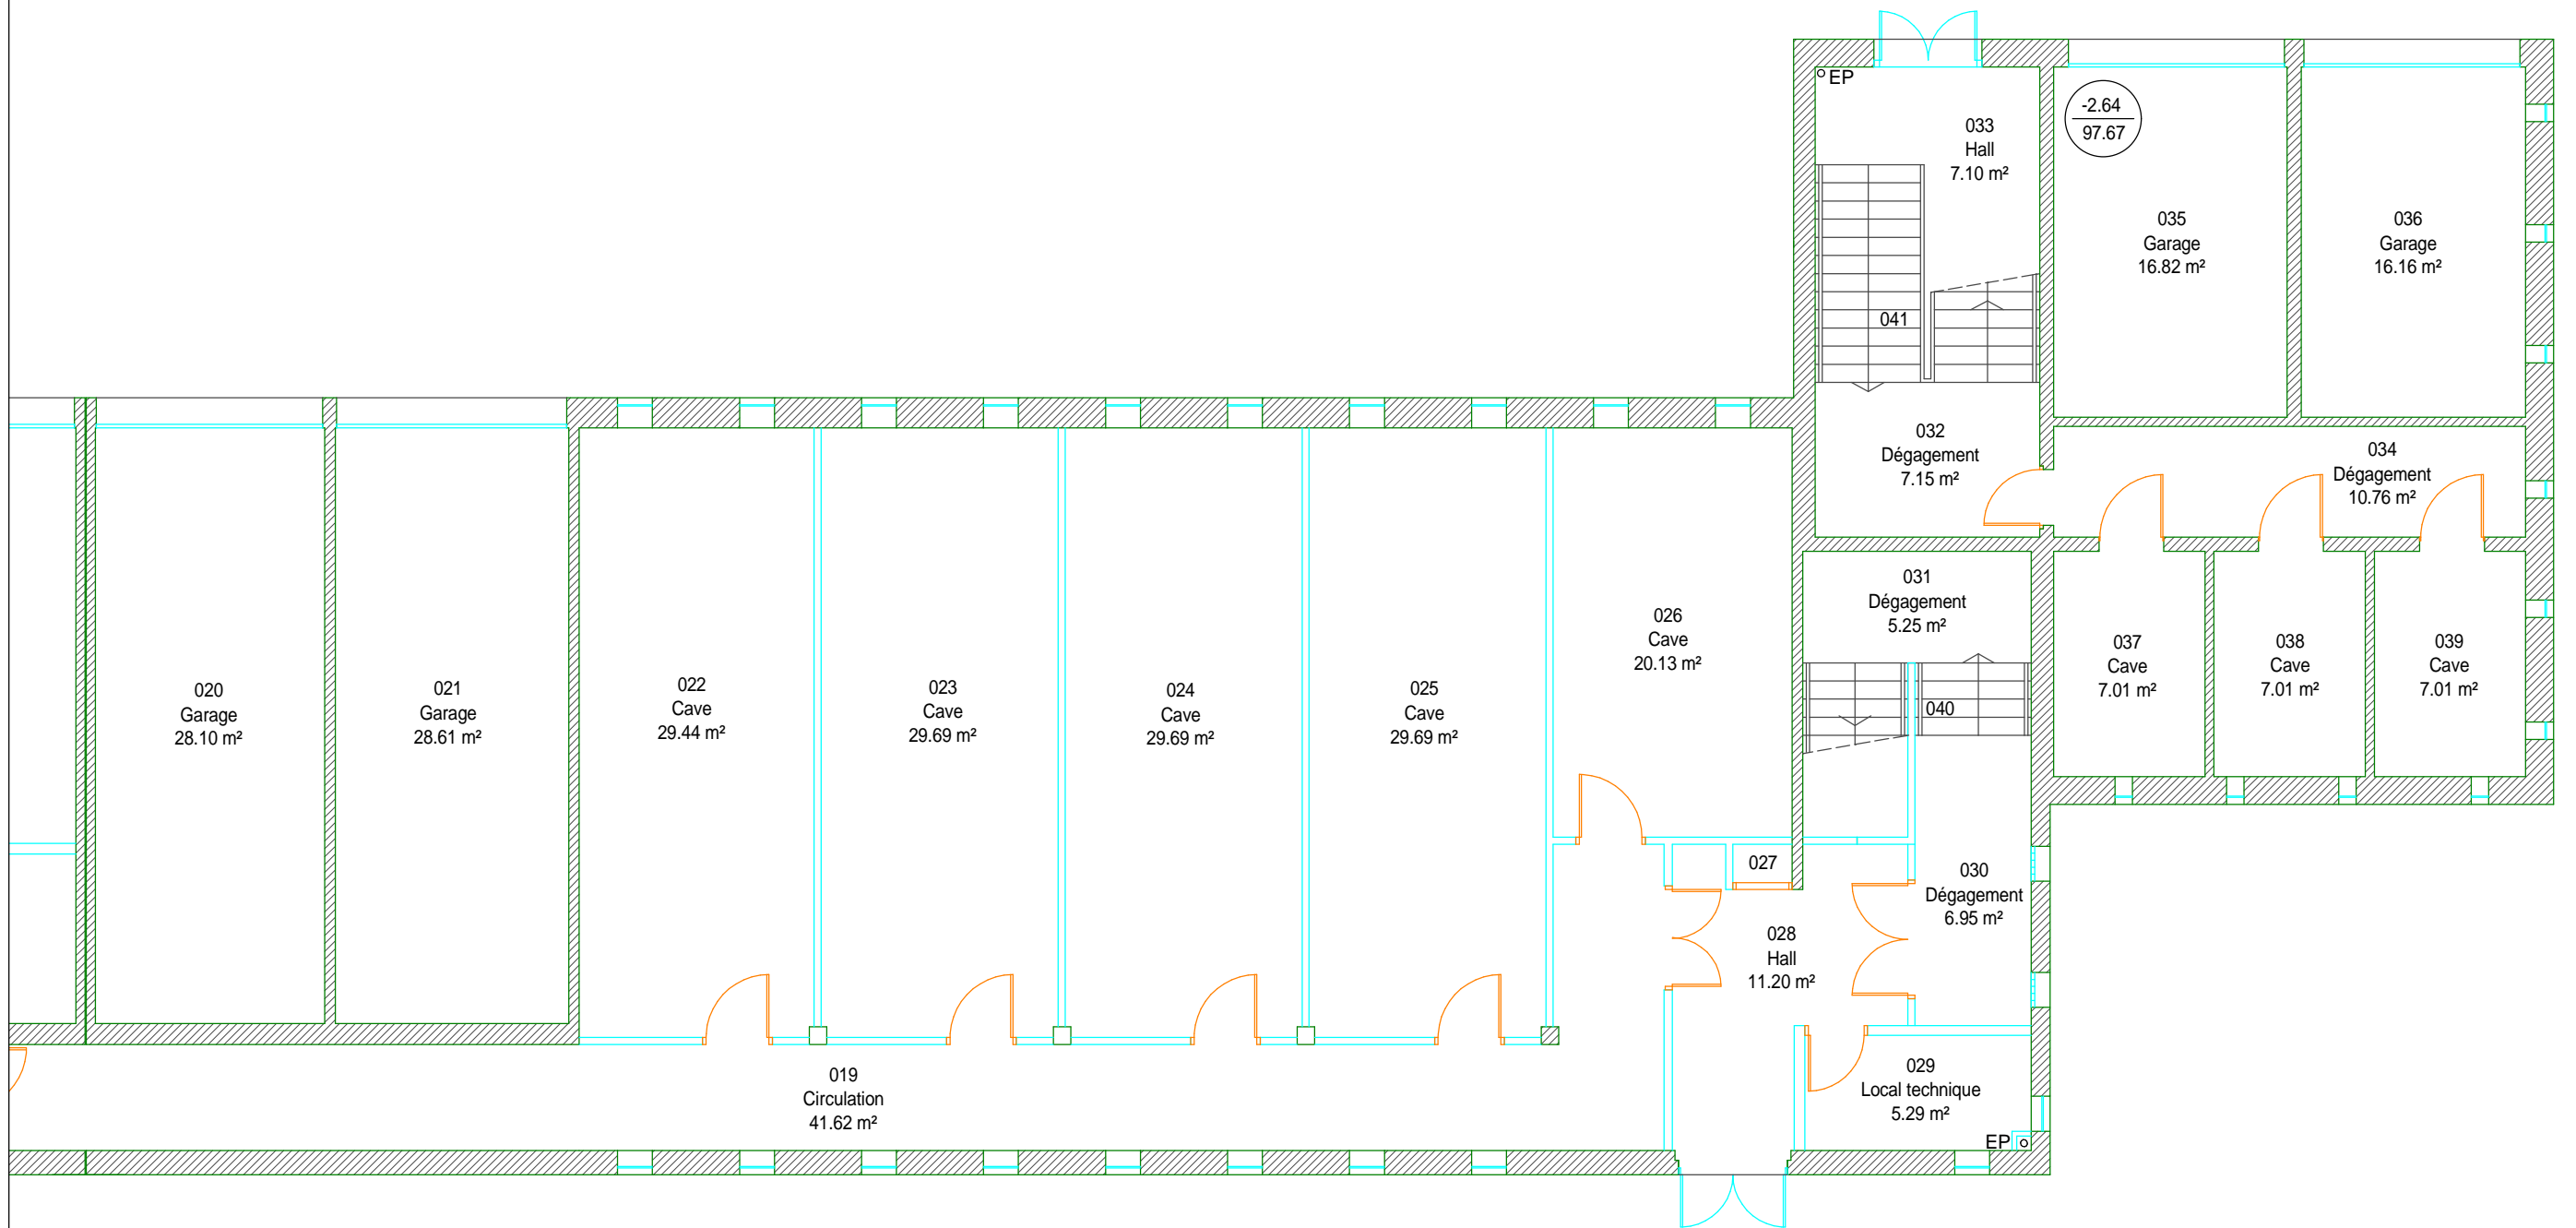 EP
033
Hall
7.10 m²
-2.64
97.67
035
Garage
16.82 m²
036
Garage
16.16 m²
041
032
Dégagement
7.15 m²
034
Dégagement
10.76 m²
031
Dégagement
5.25 m²
026
Cave
20.13 m²
037
Cave
7.01 m²
038
Cave
7.01 m²
039
Cave
7.01 m²
020
Garage
28.10 m²
021
Garage
28.61 m²
022
Cave
29.44 m²
023
Cave
29.69 m²
024
Cave
29.69 m²
025
Cave
29.69 m²
040
027
030
Dégagement
6.95 m²
028
Hall
11.20 m²
019
Circulation
41.62 m²
029
Local technique
5.29 m²
EP